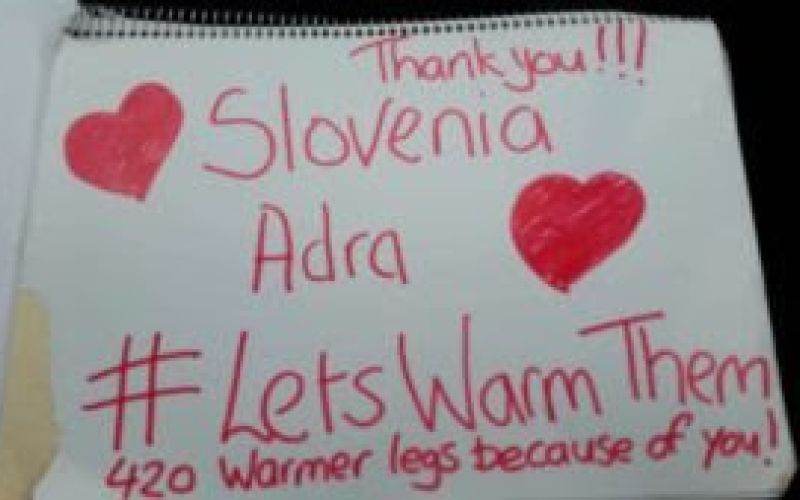 Thank you!!!
Slovenia
Adra
#LetsWarmThem
420 Warmer legs because of you!